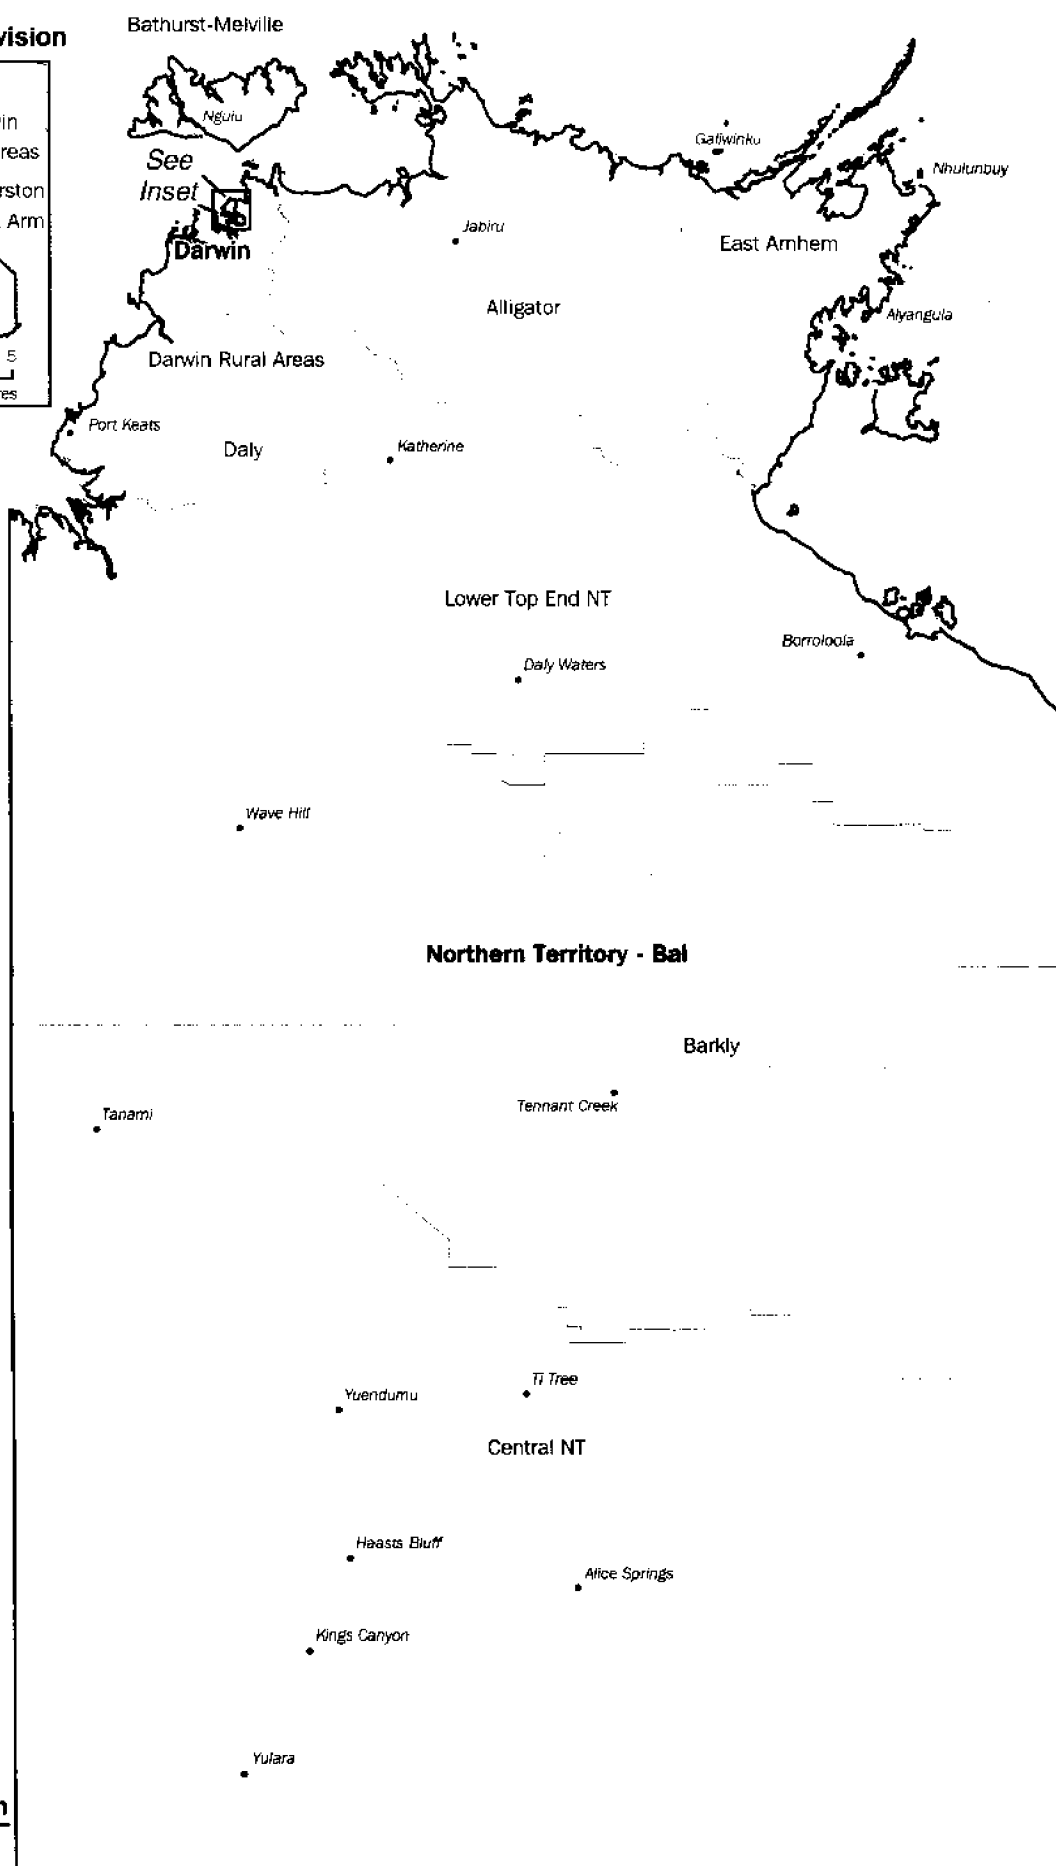 Bathurst-Melville
vision
in
reas
rston
Arm
5
res
Nguiu
See
Inset
Darwin
Galiwinku
Nhulunbuy
Jabiru
East Arnhem
Alligator
Alyangula
Darwin Rural Areas
Port Keats
Daly
Katherine
Lower Top End NT
Borroloola
Daly Waters
Wave Hill
Northern Territory - Bal
Barkly
Tennant Creek
Tanami
Ti Tree
Yuendumu
Central NT
Haasts Bluff
Alice Springs
Kings Canyon
Yulara